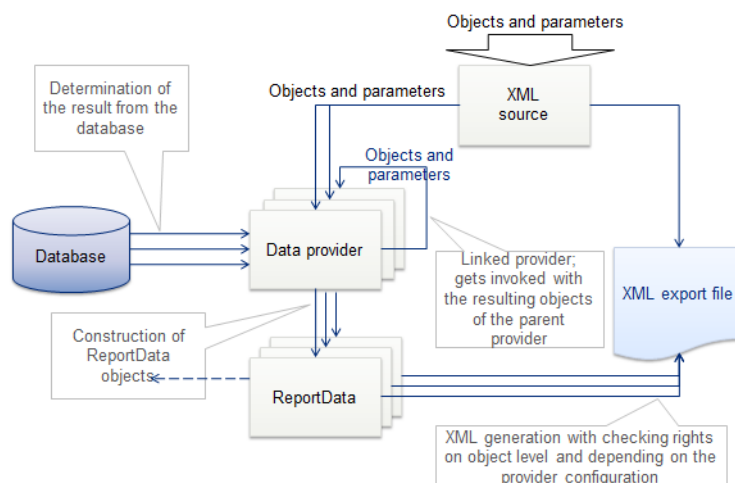 Objects and parameters
Determination of
the result from the
database
Objects and parameters
XML
source
Objects and
parameters
Database
Data provider
Linked provider;
gets invoked with
the resulting objects
of the parent
provider
XML export file
Construction of
ReportData
objects
ReportData
XML generation with checking rights
on object level and depending on the
provider configuration